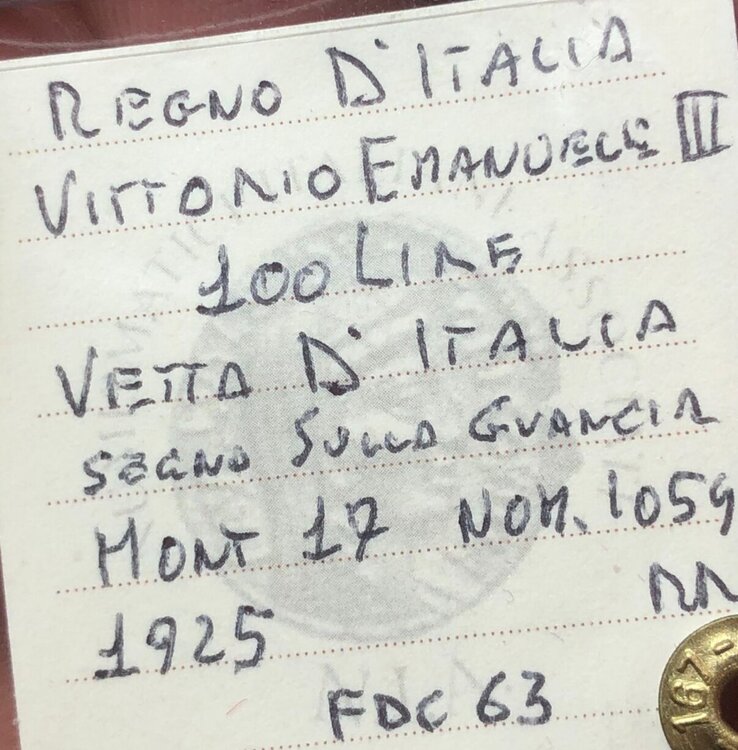 REGNO D'ITALIA
VITTORIO EMANUELE III
100 LIRE
VETTA D'ITALIA
SEGNO SULLA GUANCIA
MONT 17 NOM. 1059
RR
1925
FDC 63
167-